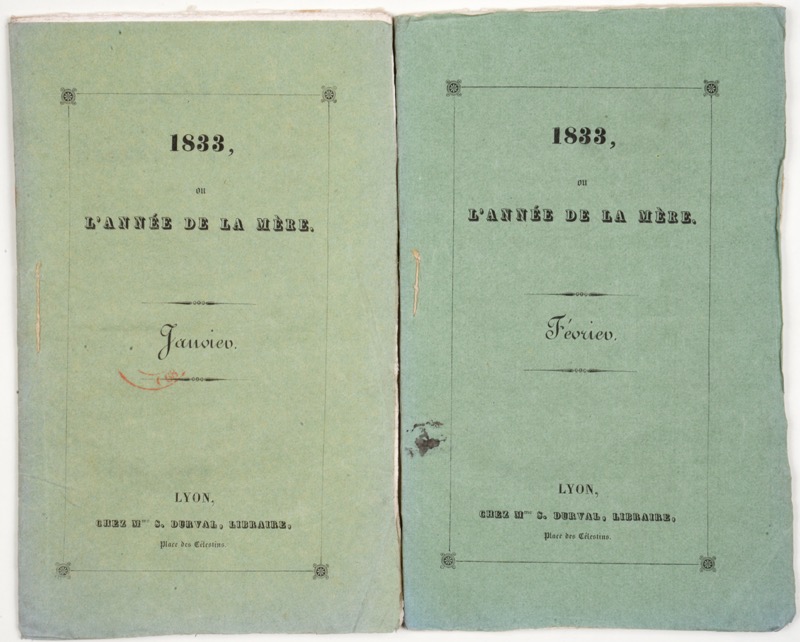 1833,
ou
L'ANNÉE DE LA MÈRE.
Janvier.
LYON,
CHEZ Mme S. DURVAL, LIBRAIRE,
Place des Célestins.
1833,
ou
L'ANNÉE DE LA MÈRE.
Février.
LYON,
CHEZ Mme S. DURVAL, LIBRAIRE,
Place des Célestins.